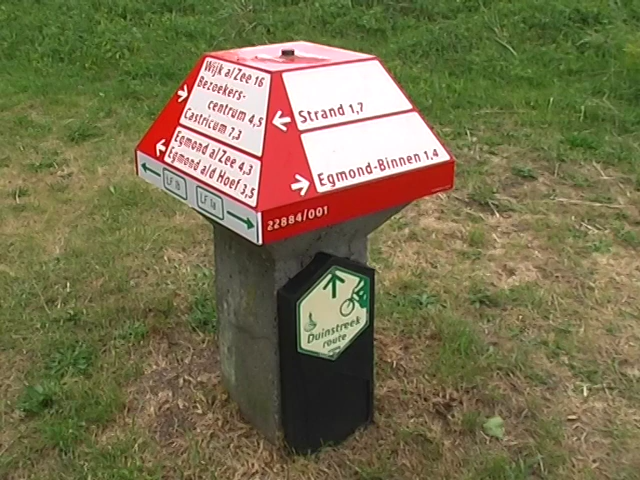 Wijk a/Zee 16
Bezoekers-
centrum 4,5
Castricum 7,3
Egmond a/Zee 4,3
Egmond a/d Hoef 3,5
LF 1b
LF 1a
Strand 1,7
Egmond-Binnen 1,4
22884/001
Duinstreek
route